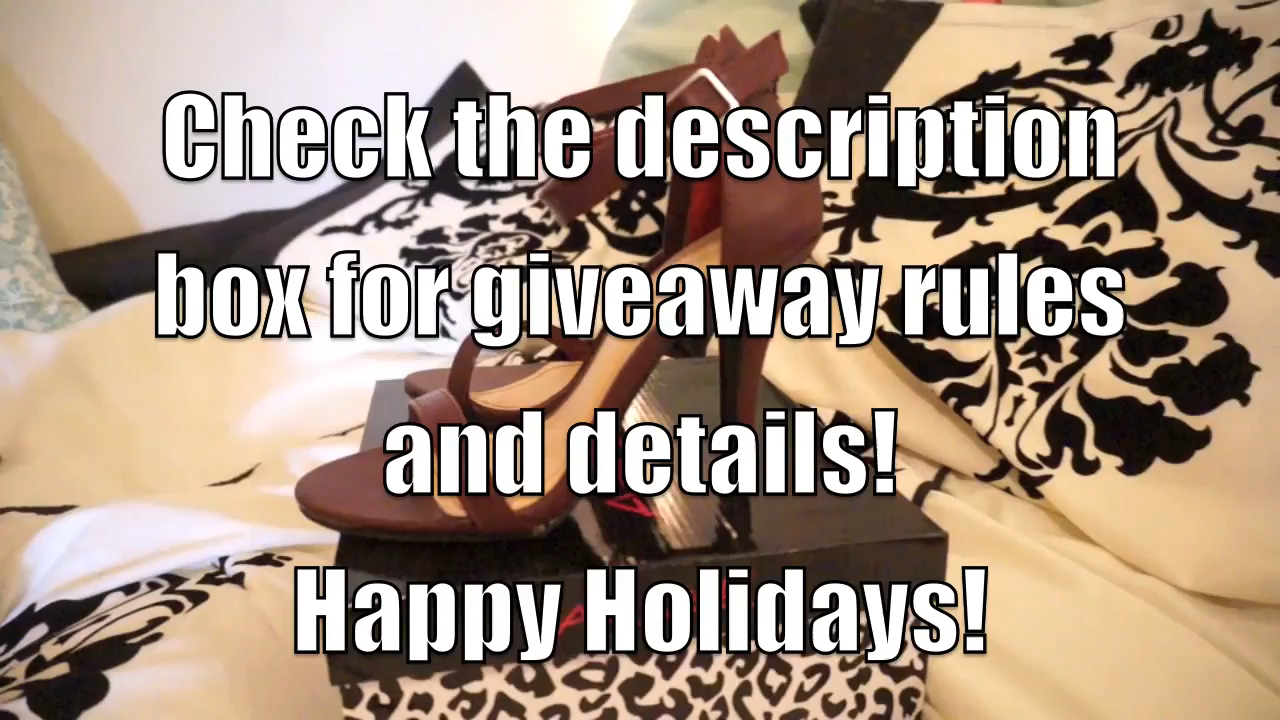 Check the description
box for giveaway rules
and details!
Happy Holidays!